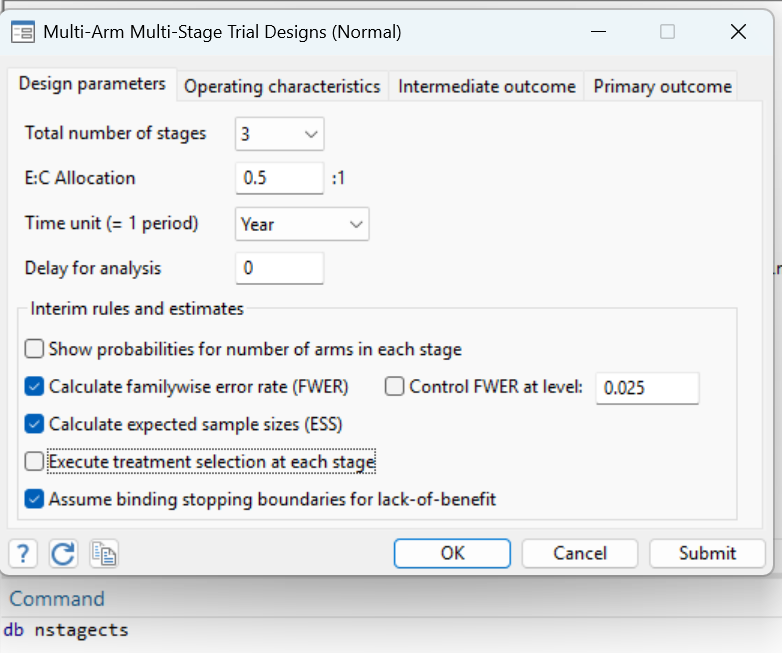 Multi-Arm Multi-Stage Trial Designs (Normal)
Design parameters Operating characteristics Intermediate outcome Primary outcome
Total number of stages 3
E:C Allocation 0.5 :1
Time unit (= 1 period) Year
Delay for analysis 0
Interim rules and estimates
Show probabilities for number of arms in each stage
Calculate familywise error rate (FWER) Control FWER at level: 0.025
Calculate expected sample sizes (ESS)
Execute treatment selection at each stage
Assume binding stopping boundaries for lack-of-benefit
? OK Cancel Submit
Command
db nstagects